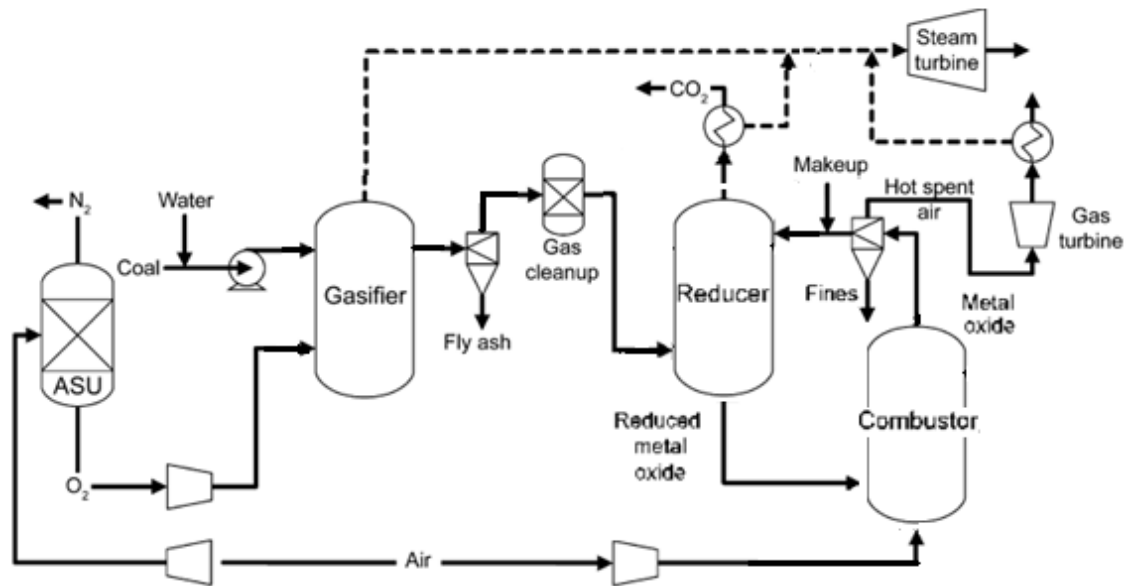 Steam
turbine
CO₂
Makeup
Hot spent
air
Gas
turbine
N₂
Water
Coal
Gas
cleanup
Gasifier
Reducer
Fines
Metal
oxide
Fly ash
ASU
Reduced
metal
oxide
Combustor
O₂
Air